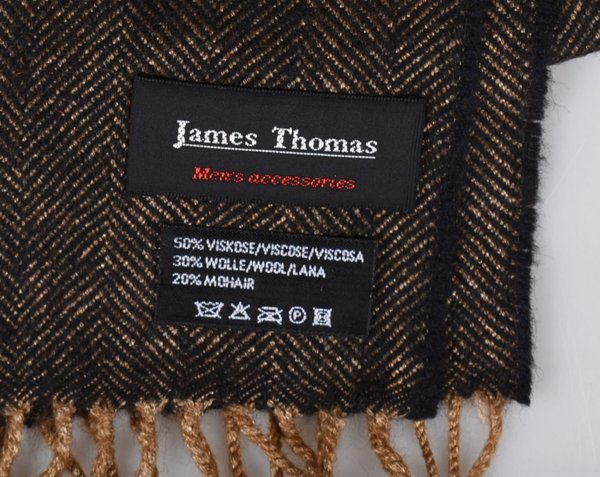 James Thomas
Men's accessories
50% VISKOSE/VISCOSE/VISCOSA
30% WOLLE/WOOL/LANA
20% MOHAIR
P